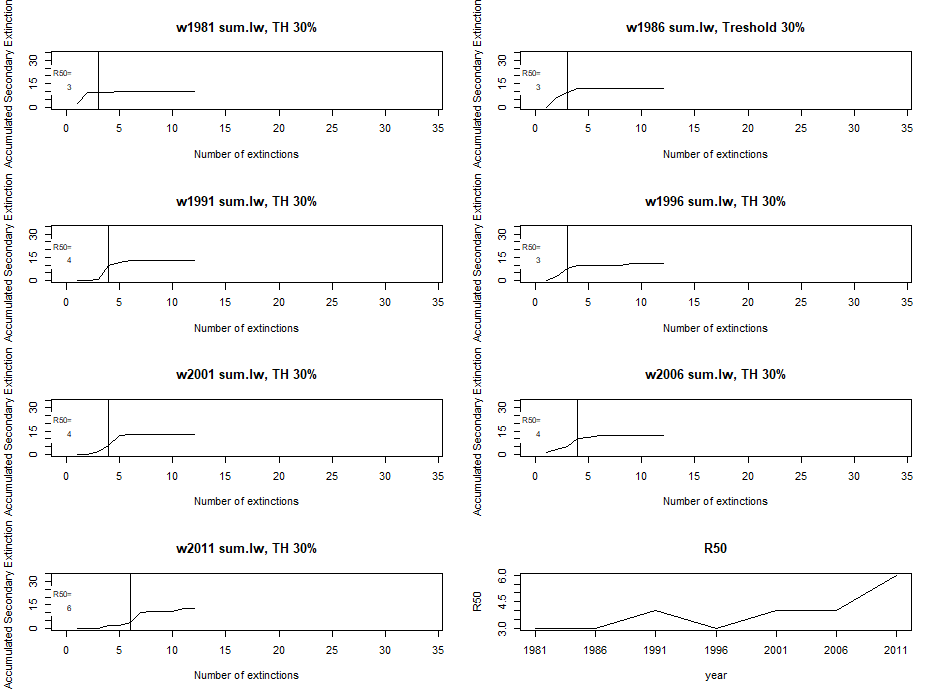 w1981 sum.Iw, TH 30%
Accumulated Secondary Extinction
30
15
0
R50=
3
0 5 10 15 20 25 30 35
Number of extinctions
w1986 sum.Iw, Treshold 30%
Accumulated Secondary Extinction
30
15
0
R50=
3
0 5 10 15 20 25 30 35
Number of extinctions
w1991 sum.Iw, TH 30%
Accumulated Secondary Extinction
30
15
0
R50=
4
0 5 10 15 20 25 30 35
Number of extinctions
w1996 sum.Iw, TH 30%
Accumulated Secondary Extinction
30
15
0
R50=
3
0 5 10 15 20 25 30 35
Number of extinctions
w2001 sum.Iw, TH 30%
Accumulated Secondary Extinction
30
15
0
R50=
4
0 5 10 15 20 25 30 35
Number of extinctions
w2006 sum.Iw, TH 30%
Accumulated Secondary Extinction
30
15
0
R50=
4
0 5 10 15 20 25 30 35
Number of extinctions
w2011 sum.Iw, TH 30%
Accumulated Secondary Extinction
30
15
0
R50=
6
0 5 10 15 20 25 30 35
Number of extinctions
R50
R50
6.0
4.5
3.0
1981 1986 1991 1996 2001 2006 2011
year